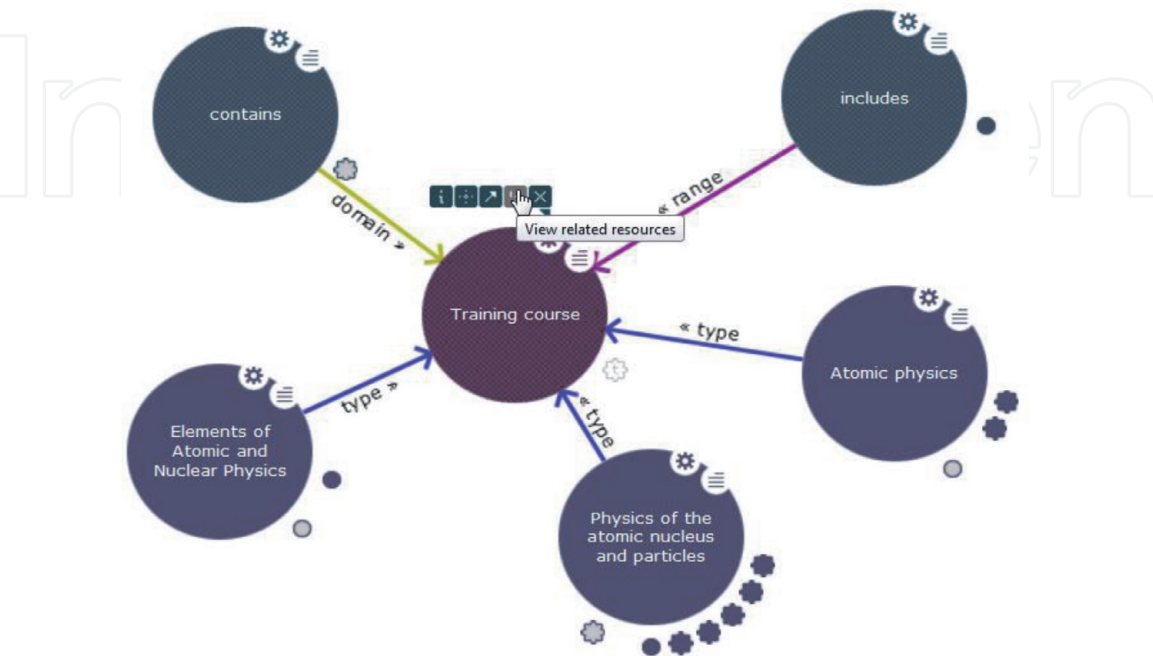 contains
includes
domain »
« range
View related resources
Training course
« type
Atomic physics
type »
« type
Elements of
Atomic and
Nuclear Physics
Physics of the
atomic nucleus
and particles